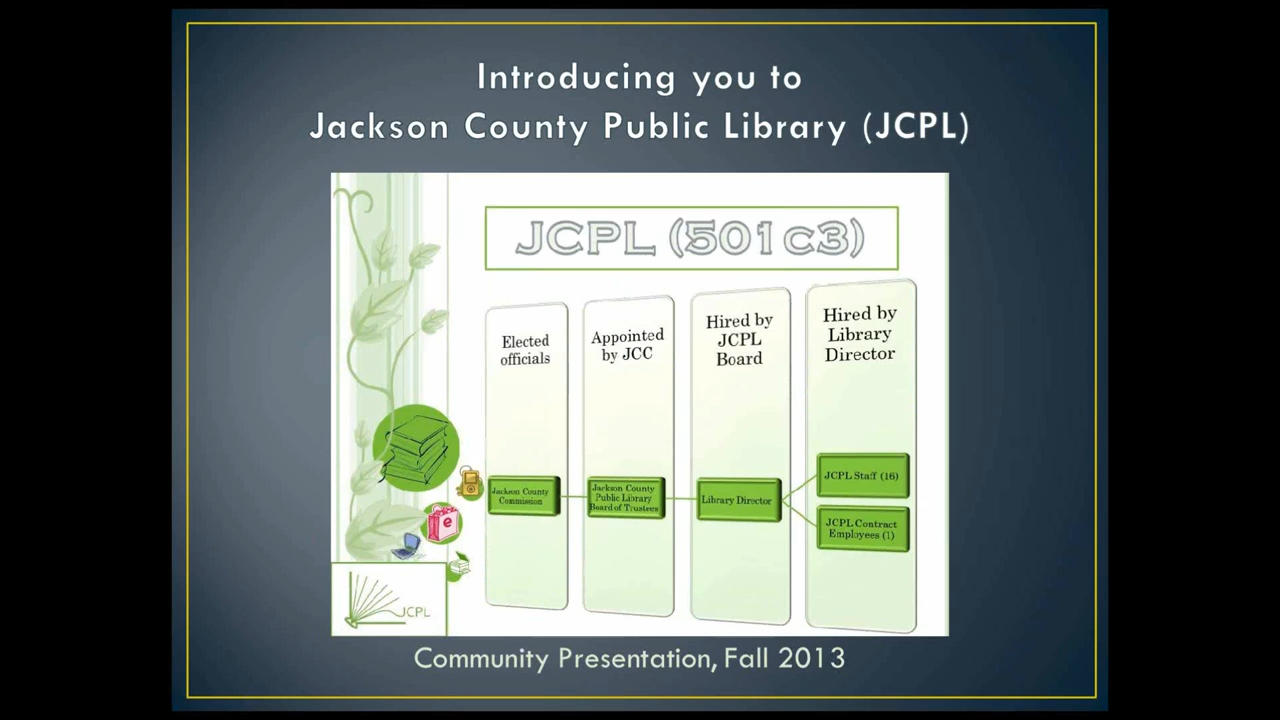 Introducing you to
Jackson County Public Library (JCPL)
JCPL (501c3)
Elected
officials
Appointed
by JCC
Hired by
JCPL
Board
Hired by
Library
Director
Jackson County
Commission
Jackson County
Public Library
Board of Trustees
Library Director
JCPL Staff (16)
JCPL Contract
Employees (1)
e
JCPL
Community Presentation, Fall 2013